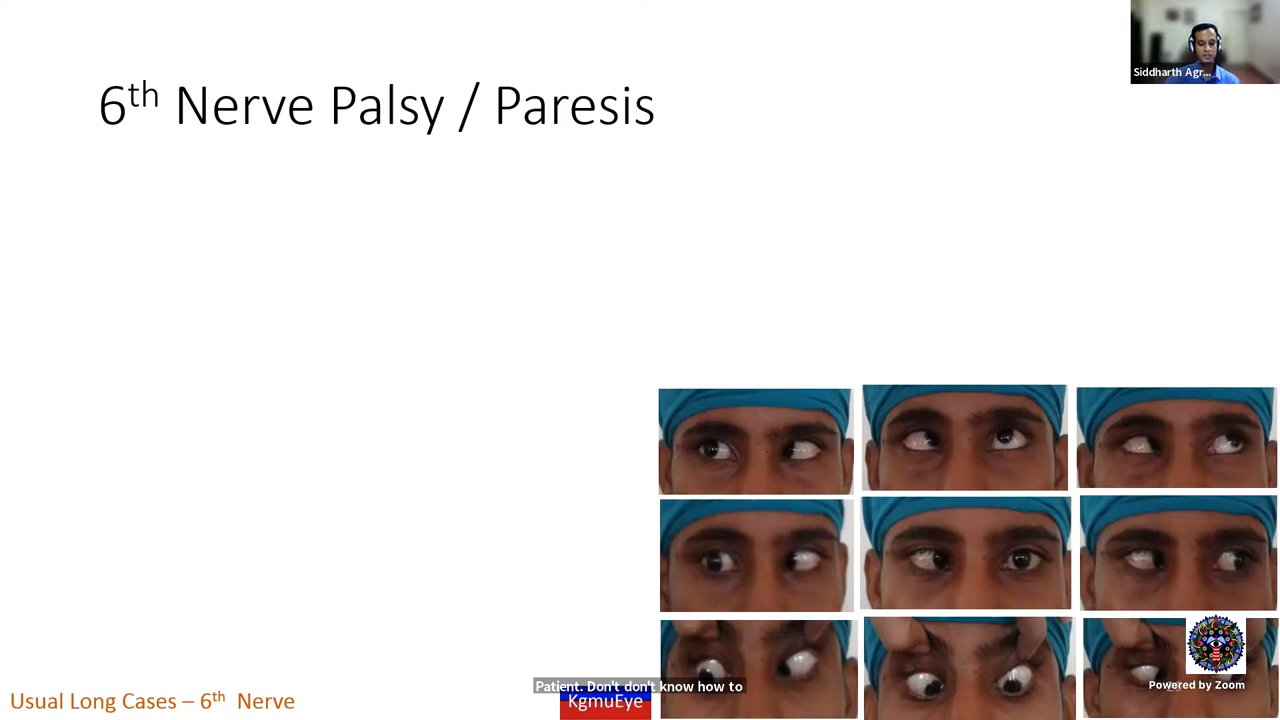 Siddharth Agr...
6th Nerve Palsy / Paresis
Patient. Don't don't know how to
Powered by Zoom
Usual Long Cases – 6th Nerve
KgmuEye